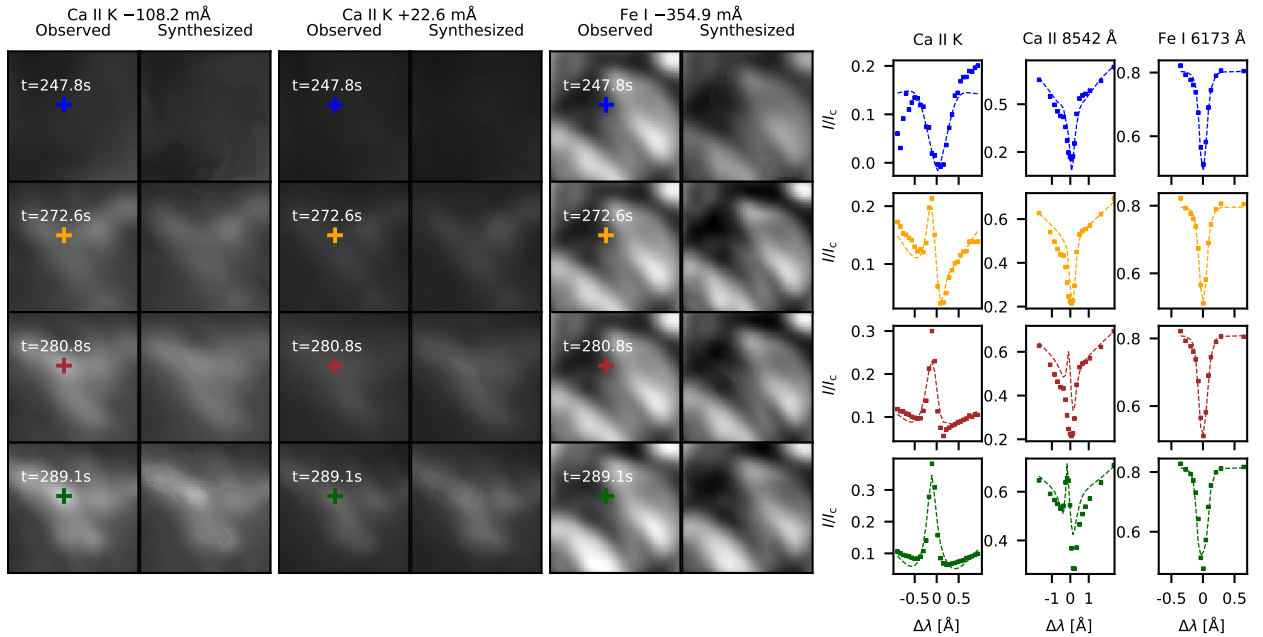 Ca II K −108.2 mÅ
Observed Synthesized
Ca II K +22.6 mÅ
Observed Synthesized
Fe I −354.9 mÅ
Observed Synthesized
t=247.8s t=247.8s t=247.8s
t=272.6s t=272.6s t=272.6s
t=280.8s t=280.8s t=280.8s
t=289.1s t=289.1s t=289.1s
Ca II K Ca II 8542 Å Fe I 6173 Å
I/Ic
0.2
0.1
0.0
0.5
0.2
0.8
0.6
I/Ic
0.2
0.1
0.6
0.4
0.2
0.8
0.6
I/Ic
0.3
0.2
0.1
0.6
0.4
0.2
0.8
0.6
I/Ic
0.3
0.2
0.1
0.6
0.4
0.8
0.6
-0.5 0 0.5
-1 0 1
-0.5 0 0.5
Δλ [Å] Δλ [Å] Δλ [Å]